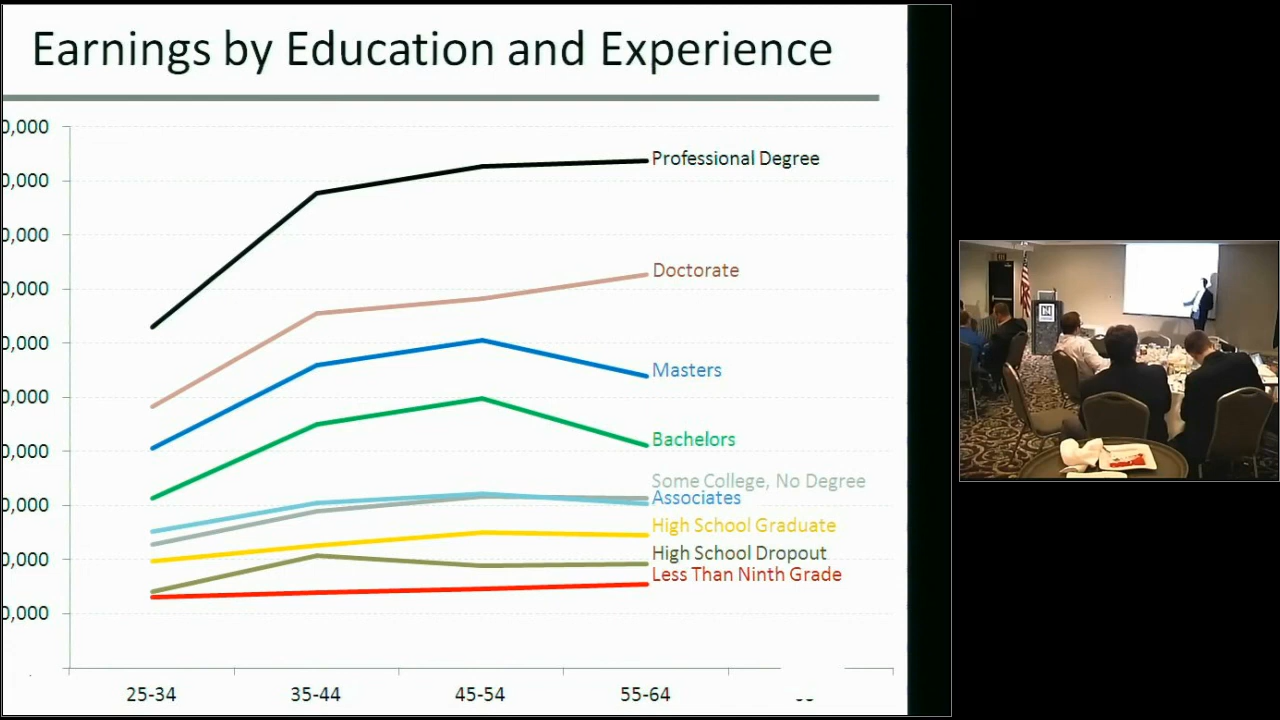 Earnings by Education and Experience
0,000
0,000
0,000
0,000
0,000
0,000
0,000
0,000
0,000
0,000
Professional Degree
Doctorate
Masters
Bachelors
Some College, No Degree
Associates
High School Graduate
High School Dropout
Less Than Ninth Grade
25-34
35-44
45-54
55-64
N